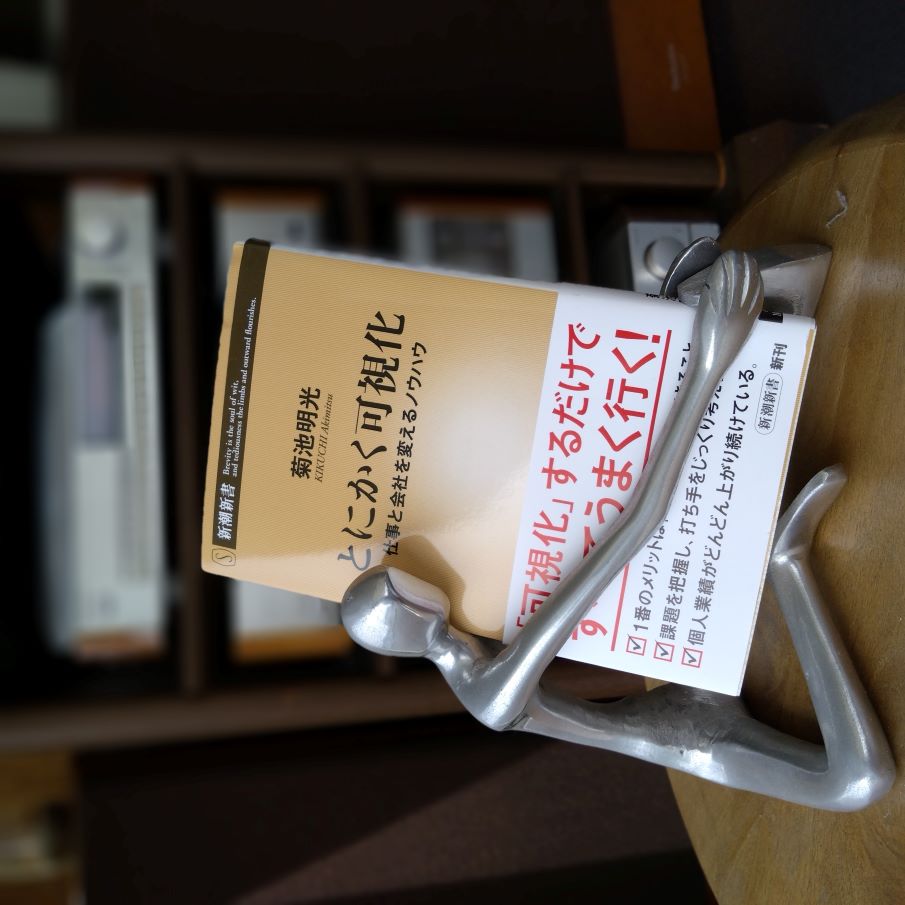 新潮新書
Brevity is the soul of wit,
and tediousness the limbs and outward flourishes.
菊池明光
KIKUCHI Akemitsu
とにかく可視化
仕事と会社を変えるノウハウ
「可視化」するだけで
うまく行く!
1番のメリットは
課題を把握し、打ち手をじっくり考え
個人業績がどんどん上がり続けている。
新潮新書 新刊